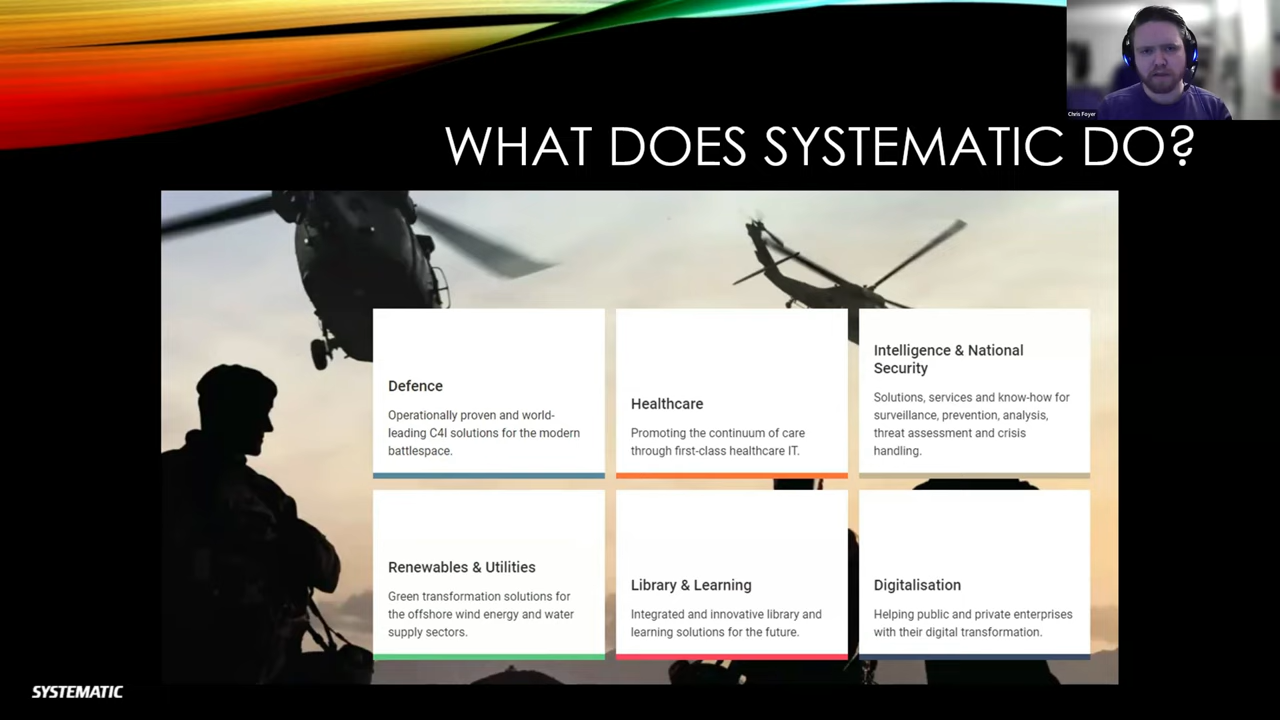 Chris Foyer
WHAT DOES SYSTEMATIC DO?
Defence
Operationally proven and world-
leading C4I solutions for the modern
battlespace.
Healthcare
Promoting the continuum of care
through first-class healthcare IT.
Intelligence & National
Security
Solutions, services and know-how for
surveillance, prevention, analysis,
threat assessment and crisis
handling.
Renewables & Utilities
Green transformation solutions for
the offshore wind energy and water
supply sectors.
Library & Learning
Integrated and innovative library and
learning solutions for the future.
Digitalisation
Helping public and private enterprises
with their digital transformation.
SYSTEMATIC